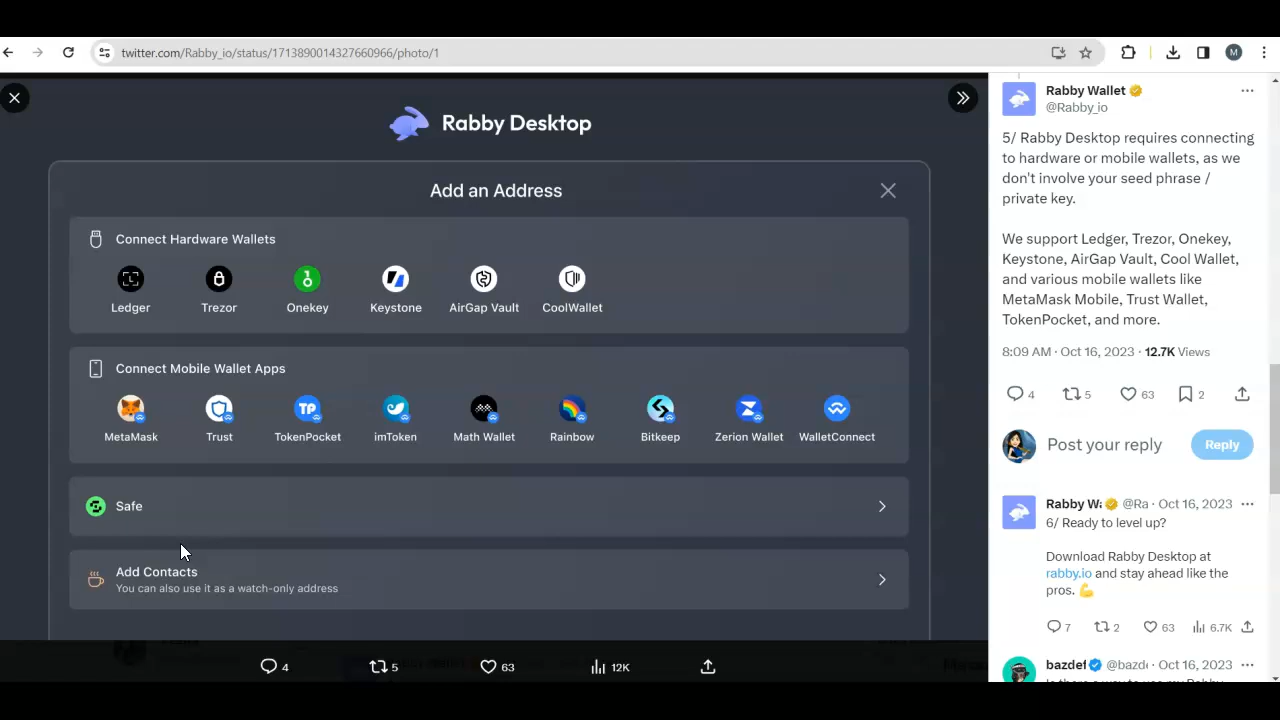 twitter.com/Rabby_io/status/1713890014327660966/photo/1
M
Rabby Desktop
Add an Address
Connect Hardware Wallets
Ledger
Trezor
Onekey
Keystone
AirGap Vault
CoolWallet
Connect Mobile Wallet Apps
TP
MetaMask
Trust
TokenPocket
imToken
Math Wallet
Rainbow
Bitkeep
Zerion Wallet
WalletConnect
Safe
Add Contacts
You can also use it as a watch-only address
4
5
63
12K
Rabby Wallet
@Rabby_io
5/ Rabby Desktop requires connecting
to hardware or mobile wallets, as we
don't involve your seed phrase /
private key.
We support Ledger, Trezor, Onekey,
Keystone, AirGap Vault, Cool Wallet,
and various mobile wallets like
MetaMask Mobile, Trust Wallet,
TokenPocket, and more.
8:09 AM · Oct 16, 2023 · 12.7K Views
4
5
63
2
Post your reply
Reply
Rabby W: @Ra · Oct 16, 2023
6/ Ready to level up?
Download Rabby Desktop at
rabby.io and stay ahead like the
pros. 💪
7
2
63
6.7K
bazdef @bazd · Oct 16, 2023